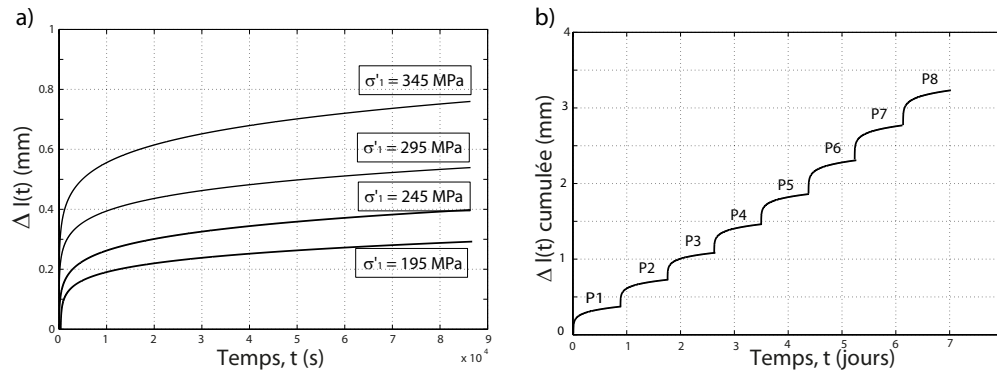 a)
Δ l(t) (mm)
1
0.8
0.6
0.4
0.2
0
σ'₁ = 345 MPa
σ'₁ = 295 MPa
σ'₁ = 245 MPa
σ'₁ = 195 MPa
0 1 2 3 4 5 6 7 8 9
x 10⁴
Temps, t (s)
b)
Δ l(t) cumulée (mm)
4
3
2
1
0
P1
P2
P3
P4
P5
P6
P7
P8
0 1 2 3 4 5 6 7
Temps, t (jours)